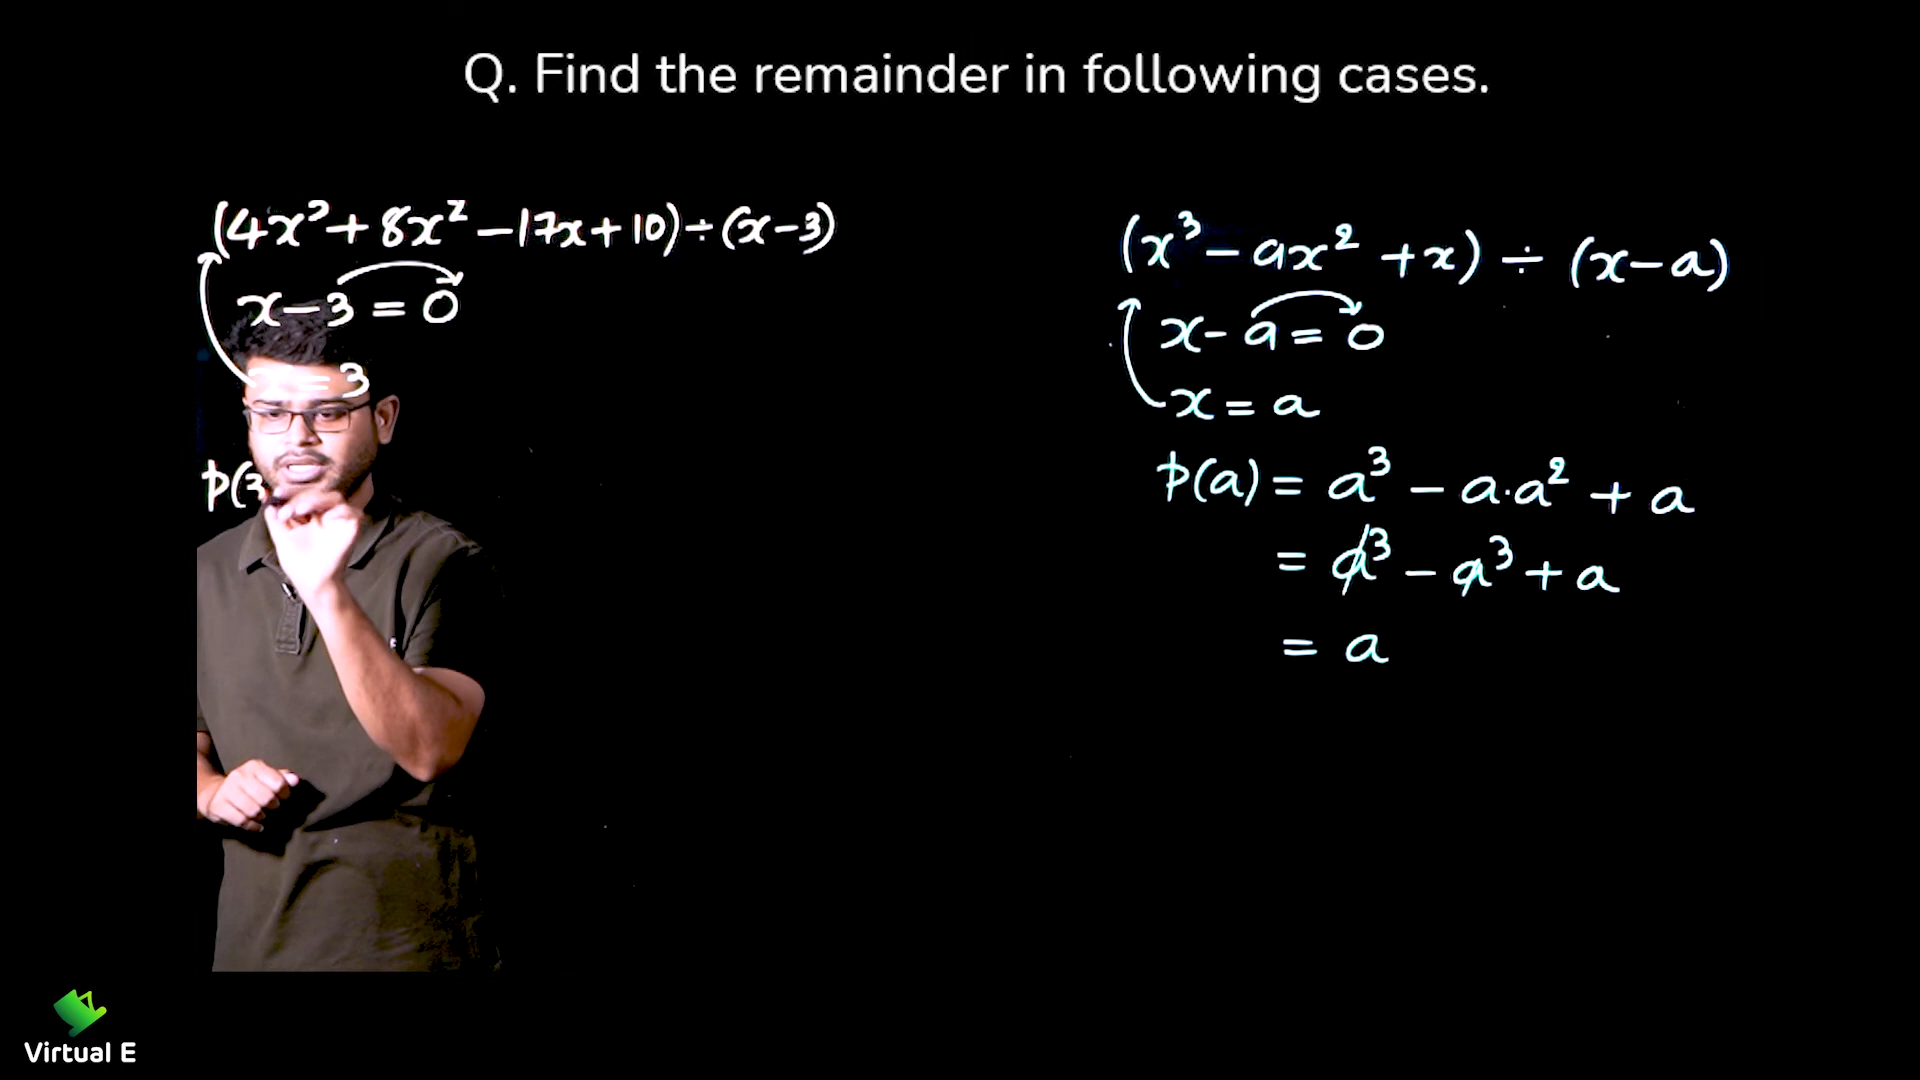 Q. Find the remainder in following cases.
(4x³ + 8x² − 17x + 10) ÷ (x − 3)
x − 3 = 0
= 3
p(3
(x³ − ax² + x) ÷ (x − a)
x − a = 0
x = a
p(a) = a³ − a·a² + a
= a³ − a³ + a
= a
Virtual E